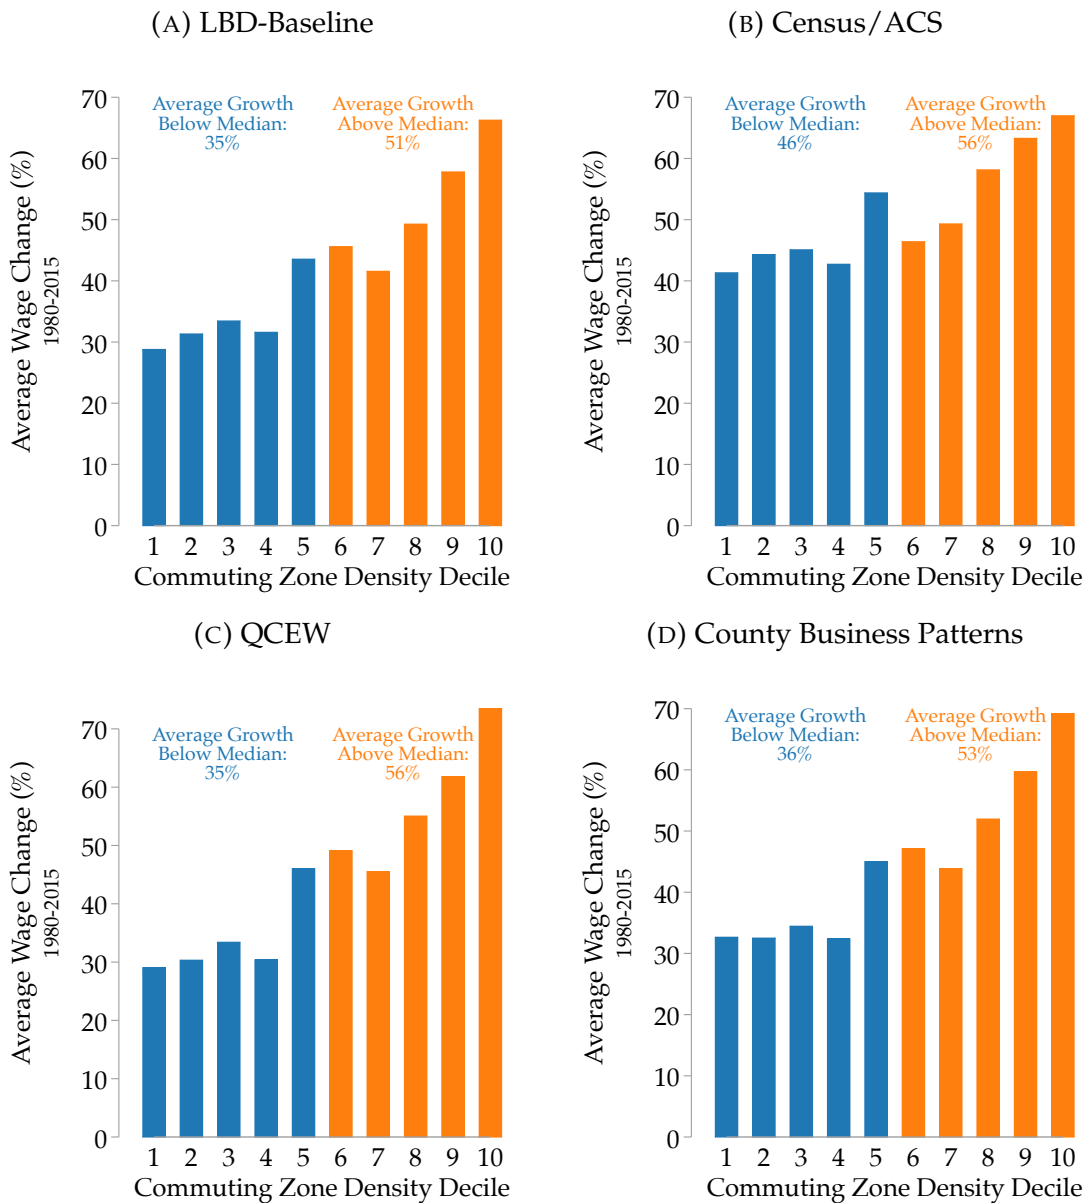 (A) LBD-Baseline
Average Wage Change (%)
1980-2015
70
60
50
40
30
20
10
0
Average Growth
Below Median:
35%
Average Growth
Above Median:
51%
1 2 3 4 5 6 7 8 9 10
Commuting Zone Density Decile
(B) Census/ACS
Average Wage Change (%)
1980-2015
70
60
50
40
30
20
10
0
Average Growth
Below Median:
46%
Average Growth
Above Median:
56%
1 2 3 4 5 6 7 8 9 10
Commuting Zone Density Decile
(C) QCEW
Average Wage Change (%)
1980-2015
70
60
50
40
30
20
10
0
Average Growth
Below Median:
35%
Average Growth
Above Median:
56%
1 2 3 4 5 6 7 8 9 10
Commuting Zone Density Decile
(D) County Business Patterns
Average Wage Change (%)
1980-2015
70
60
50
40
30
20
10
0
Average Growth
Below Median:
36%
Average Growth
Above Median:
53%
1 2 3 4 5 6 7 8 9 10
Commuting Zone Density Decile